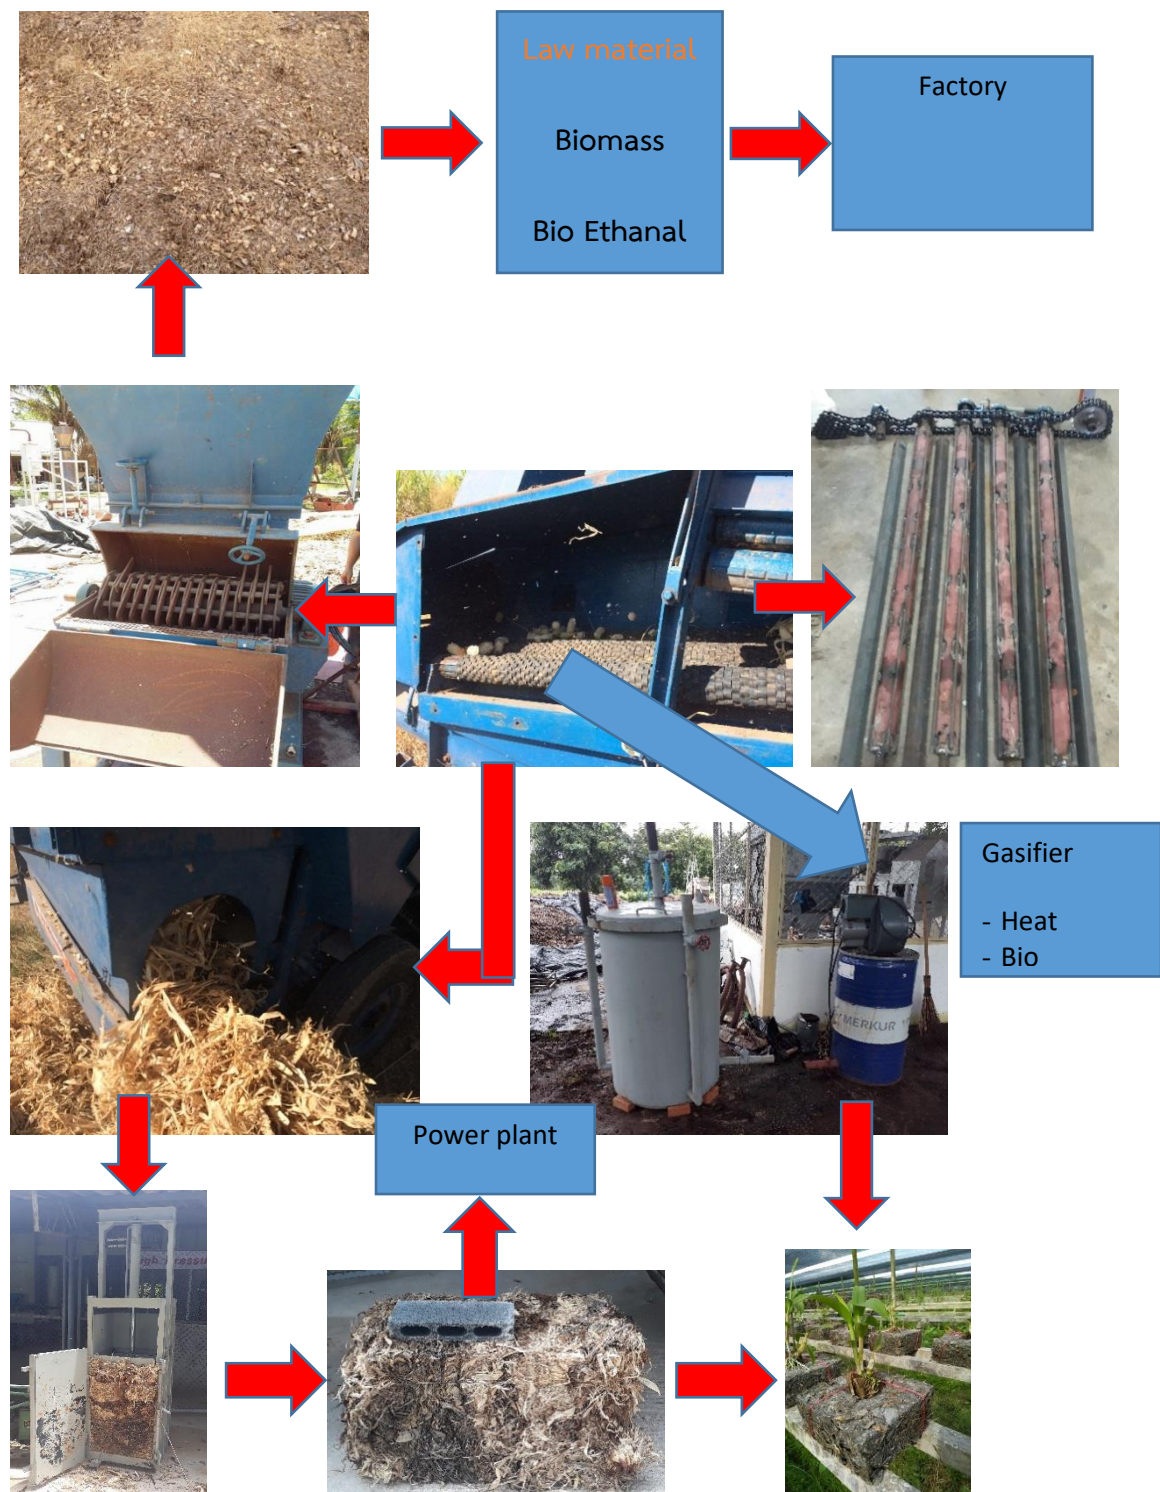 Law material
Biomass
Bio Ethanal
Factory
Gasifier
- Heat
- Bio
MERKUR
Power plant